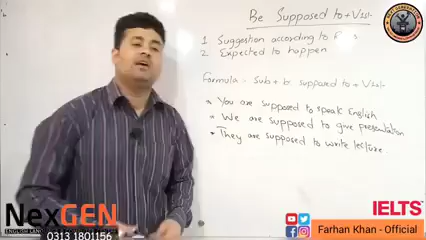 Be Supposed to + V1st
1 Suggestion according to
2 Expected to happen
Formula - Sub + b supposed to + V1st
* You are supposed to speak English
* We are supposed to give presentation
* They are supposed to write lecture.
NexGEN
ENGLISH LAN
0313 1801156
IELTS
Farhan Khan - Official